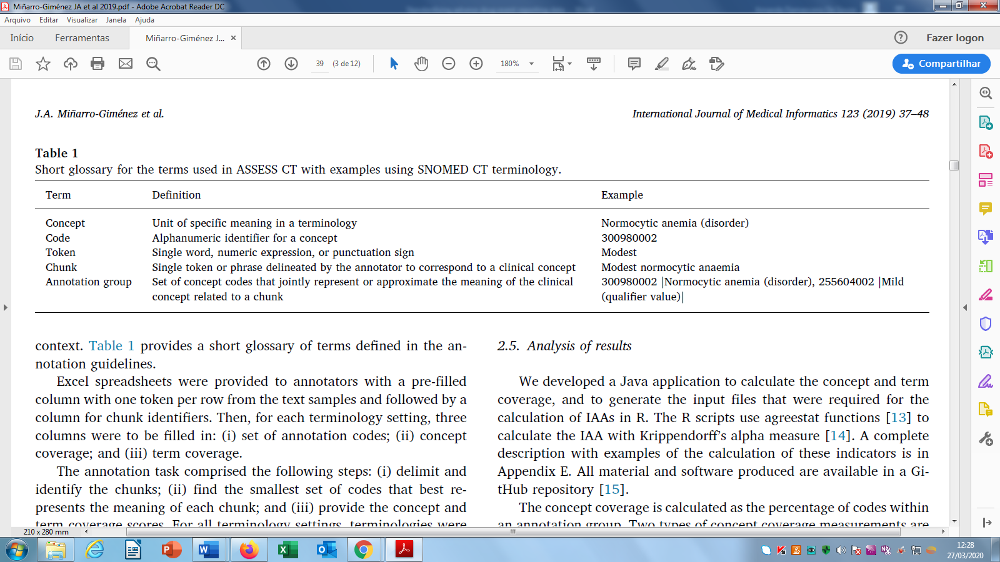 Miñarro-Giménez JA et al 2019.pdf - Adobe Acrobat Reader DC
Arquivo Editar Visualizar Janela Ajuda
Início Ferramentas Miñarro-Giménez J... × Fazer logon
39 (3 de 12) 180% Compartilhar
J.A. Miñarro-Giménez et al. International Journal of Medical Informatics 123 (2019) 37–48
Table 1
Short glossary for the terms used in ASSESS CT with examples using SNOMED CT terminology.
Term Definition Example
Concept Unit of specific meaning in a terminology Normocytic anemia (disorder)
Code Alphanumeric identifier for a concept 300980002
Token Single word, numeric expression, or punctuation sign Modest
Chunk Single token or phrase delineated by the annotator to correspond to a clinical concept Modest normocytic anaemia
Annotation group Set of concept codes that jointly represent or approximate the meaning of the clinical 300980002 |Normocytic anemia (disorder), 255604002 |Mild
concept related to a chunk (qualifier value)|
context. Table 1 provides a short glossary of terms defined in the an-
notation guidelines.
Excel spreadsheets were provided to annotators with a pre-filled
column with one token per row from the text samples and followed by a
column for chunk identifiers. Then, for each terminology setting, three
columns were to be filled in: (i) set of annotation codes; (ii) concept
coverage; and (iii) term coverage.
The annotation task comprised the following steps: (i) delimit and
identify the chunks; (ii) find the smallest set of codes that best re-
presents the meaning of each chunk; and (iii) provide the concept and
term coverage scores. For all terminology settings, terminologies were
2.5. Analysis of results
We developed a Java application to calculate the concept and term
coverage, and to generate the input files that were required for the
calculation of IAAs in R. The R scripts use agreestat functions [13] to
calculate the IAA with Krippendorff's alpha measure [14]. A complete
description with examples of the calculation of these indicators is in
Appendix E. All material and software produced are available in a Gi-
tHub repository [15].
The concept coverage is calculated as the percentage of codes within
an annotation group. Two types of concept coverage measurements are
210 x 280 mm
12:28
27/03/2020